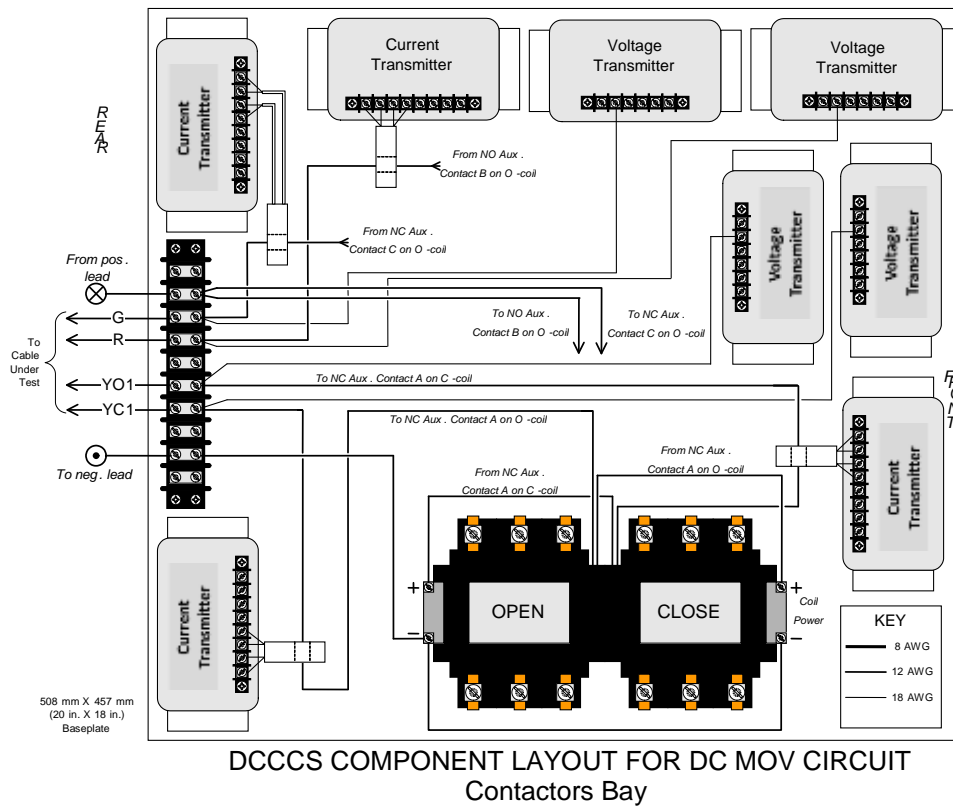 Current
Transmitter
Current
Transmitter
Voltage
Transmitter
Voltage
Transmitter
REAR
From NO Aux .
Contact B on O -coil
From NC Aux .
Contact C on O -coil
Voltage
Transmitter
Voltage
Transmitter
From pos .
lead
G
R
To
Cable
Under
Test
YO1
YC1
To NO Aux .
Contact B on O -coil
To NC Aux .
Contact C on O -coil
To NC Aux . Contact A on C -coil
To NC Aux . Contact A on O -coil
FRONT
To neg . lead
From NC Aux .
Contact A on C -coil
From NC Aux .
Contact A on O -coil
Current
Transmitter
Current
Transmitter
+
OPEN
CLOSE
+
Coil
Power
−
−
KEY
8 AWG
12 AWG
18 AWG
508 mm X 457 mm
(20 in. X 18 in.)
Baseplate
DCCCS COMPONENT LAYOUT FOR DC MOV CIRCUIT
Contactors Bay